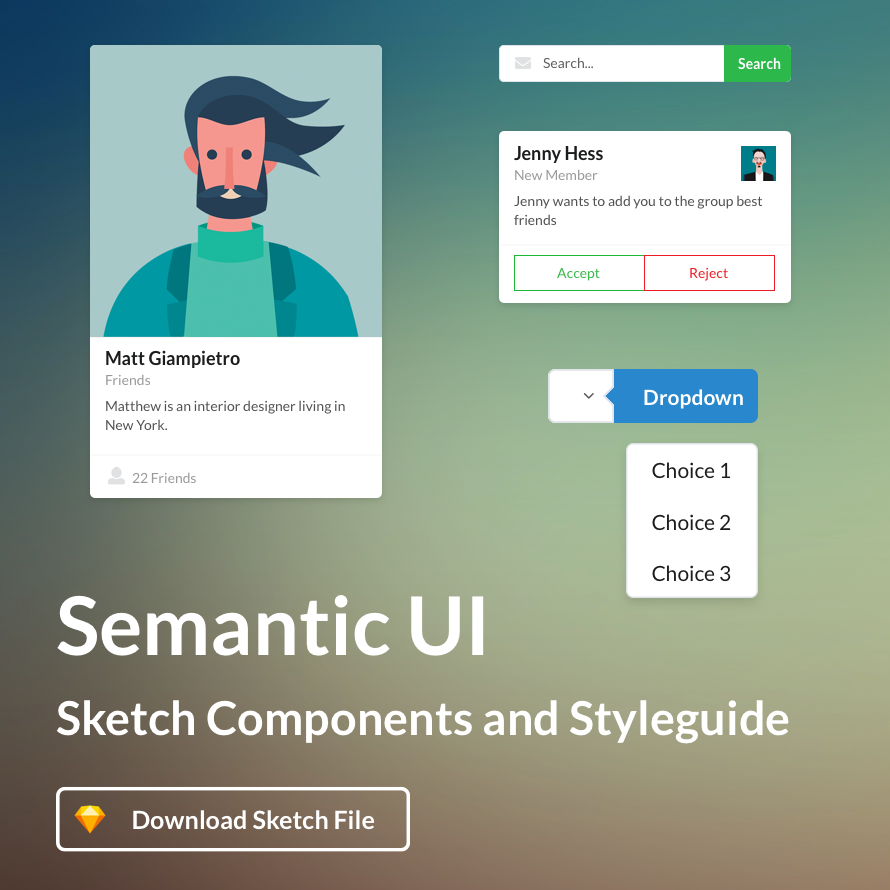 Matt Giampietro
Friends
Matthew is an interior designer living in
New York.
22 Friends
Search...
Search
Jenny Hess
New Member
Jenny wants to add you to the group best
friends
Accept
Reject
Dropdown
Choice 1
Choice 2
Choice 3
Semantic UI
Sketch Components and Styleguide
Download Sketch File